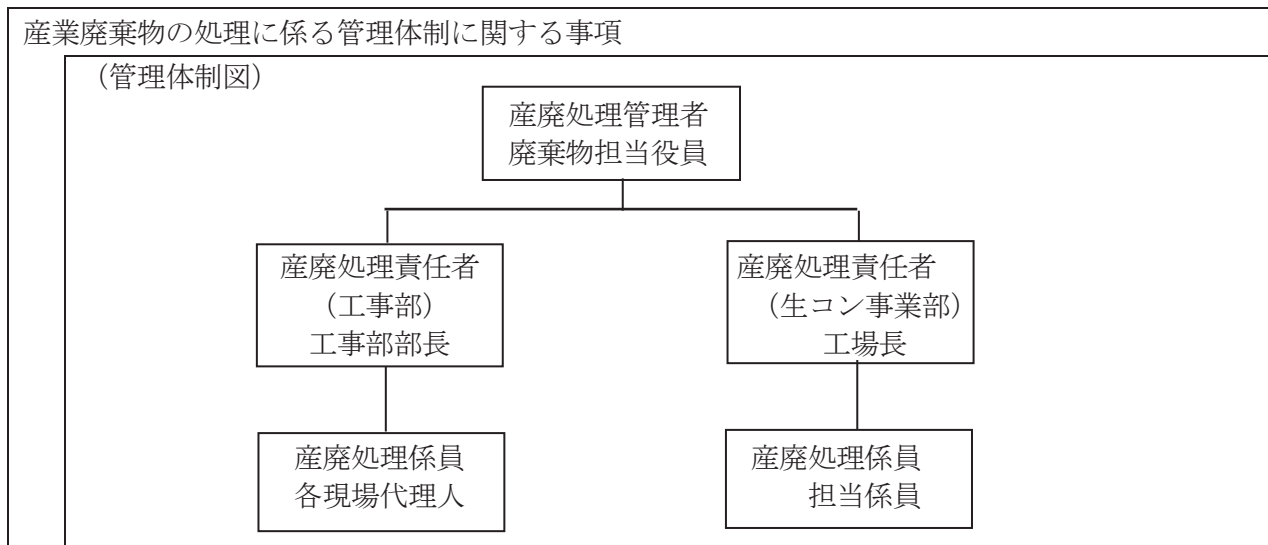 産業廃棄物の処理に係る管理体制に関する事項
（管理体制図）
産廃処理管理者
廃棄物担当役員
産廃処理責任者
（工事部）
工事部部長
産廃処理責任者
（生コン事業部）
工場長
産廃処理係員
各現場代理人
産廃処理係員
担当係員